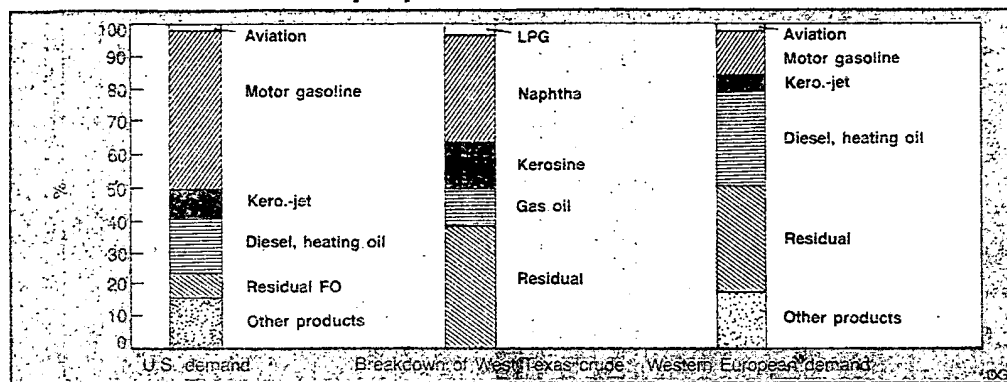 100
90
80
70
60
50
40
30
20
10
0
%
Aviation
Motor gasoline
Kero.-jet
Diesel, heating oil
Residual FO
Other products
U.S. demand
LPG
Naphtha
Kerosine
Gas oil
Residual
Breakdown of West Texas crude
Aviation
Motor gasoline
Kero.-jet
Diesel, heating oil
Residual
Other products
Western European demand